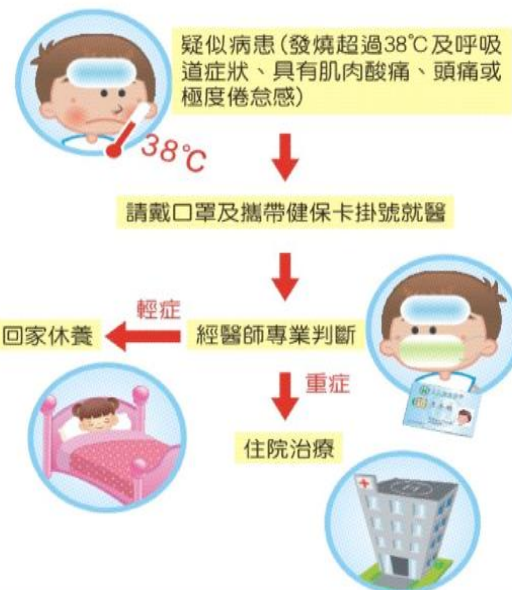 疑似病患(發燒超過38℃及呼吸
道症狀、具有肌肉酸痛、頭痛或
極度倦怠感)
38℃
請戴口罩及攜帶健保卡掛號就醫
輕症
回家休養
經醫師專業判斷
重症
住院治療